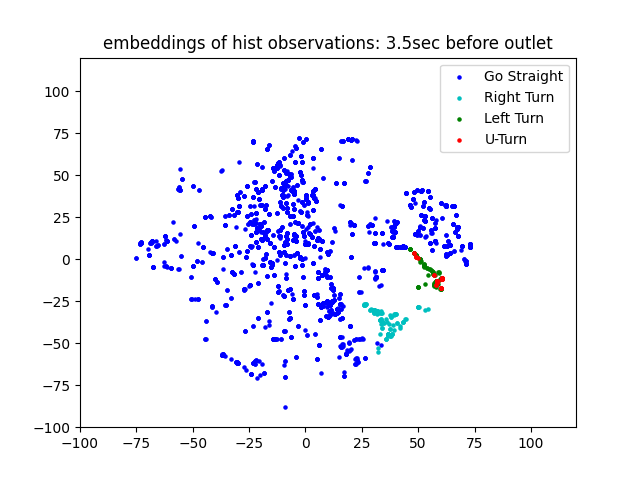 embeddings of hist observations: 3.5sec before outlet
Go Straight
Right Turn
Left Turn
U-Turn
100
75
50
25
0
−25
−50
−75
−100
−100 −75 −50 −25 0 25 50 75 100